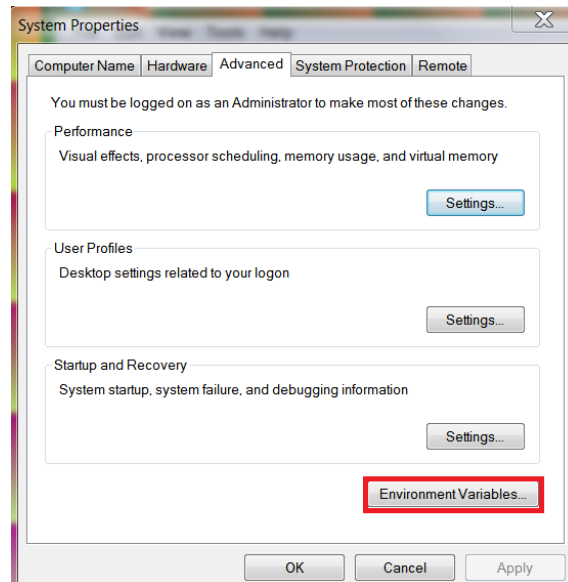 System Properties
View Tools Help
Computer Name Hardware Advanced System Protection Remote
You must be logged on as an Administrator to make most of these changes.
Performance
Visual effects, processor scheduling, memory usage, and virtual memory
Settings...
User Profiles
Desktop settings related to your logon
Settings...
Startup and Recovery
System startup, system failure, and debugging information
Settings...
Environment Variables...
OK Cancel Apply